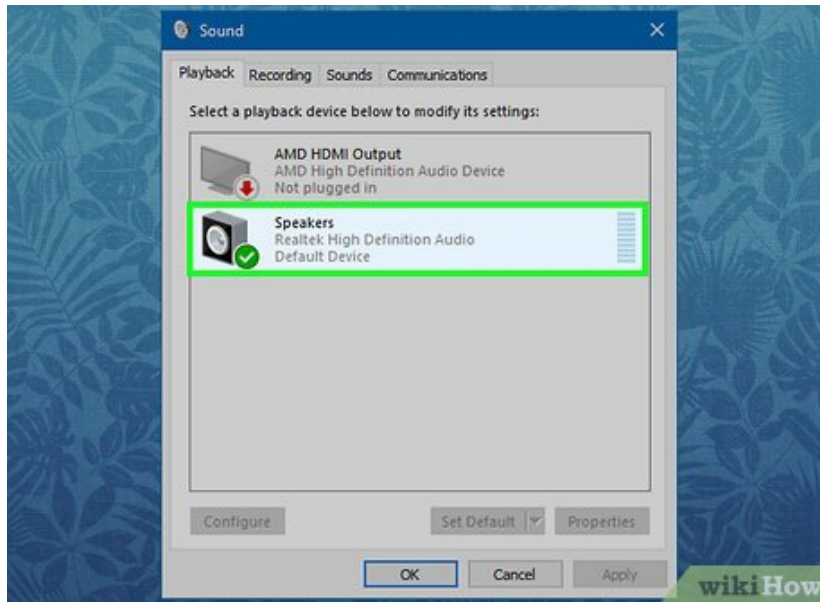 Sound
Playback Recording Sounds Communications
Select a playback device below to modify its settings:
AMD HDMI Output
AMD High Definition Audio Device
Not plugged in
Speakers
Realtek High Definition Audio
Default Device
Configure Set Default Properties
OK Cancel Apply
wikiHow